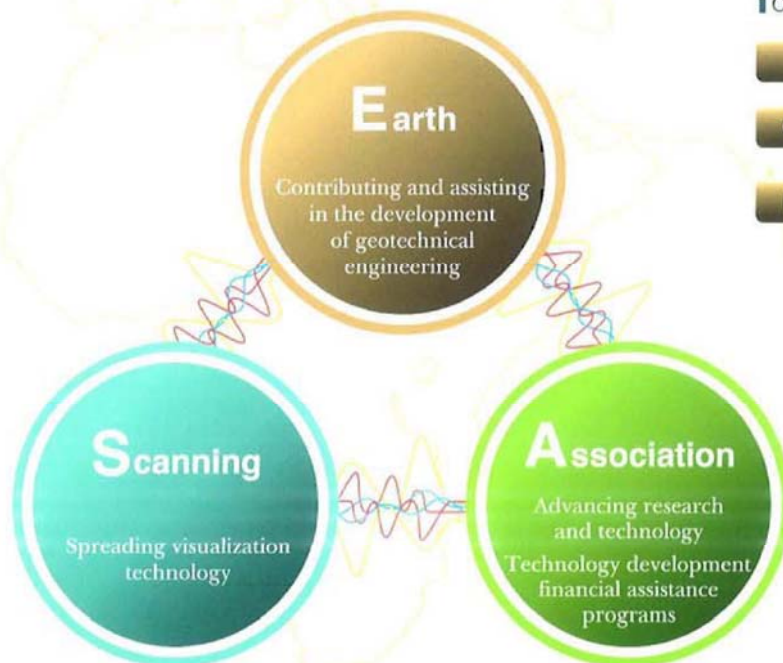 Earth
Contributing and assisting
in the development
of geotechnical
engineering
Scanning
Spreading visualization
technology
Association
Advancing research
and technology
Technology development
financial assistance
programs